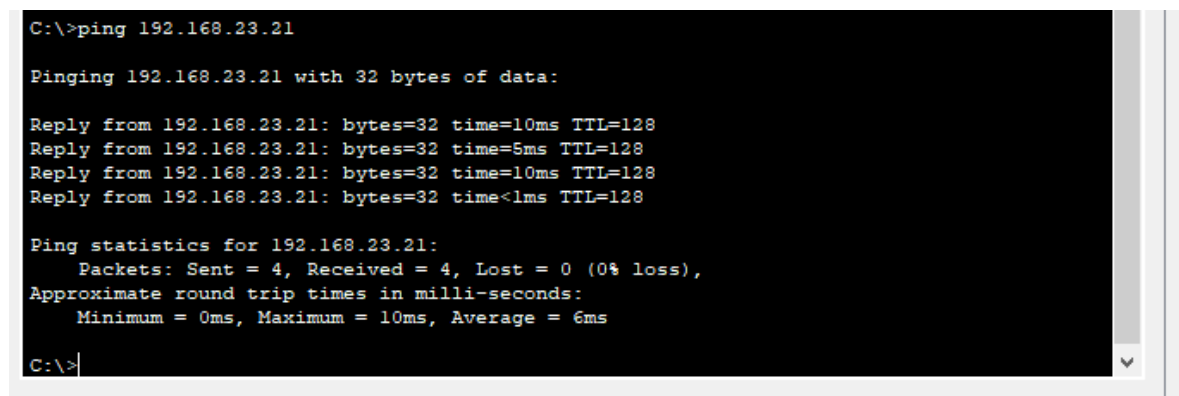 C:\>ping 192.168.23.21
Pinging 192.168.23.21 with 32 bytes of data:
Reply from 192.168.23.21: bytes=32 time=10ms TTL=128
Reply from 192.168.23.21: bytes=32 time=5ms TTL=128
Reply from 192.168.23.21: bytes=32 time=10ms TTL=128
Reply from 192.168.23.21: bytes=32 time<1ms TTL=128
Ping statistics for 192.168.23.21:
    Packets: Sent = 4, Received = 4, Lost = 0 (0% loss),
Approximate round trip times in milli-seconds:
    Minimum = 0ms, Maximum = 10ms, Average = 6ms
C:\>